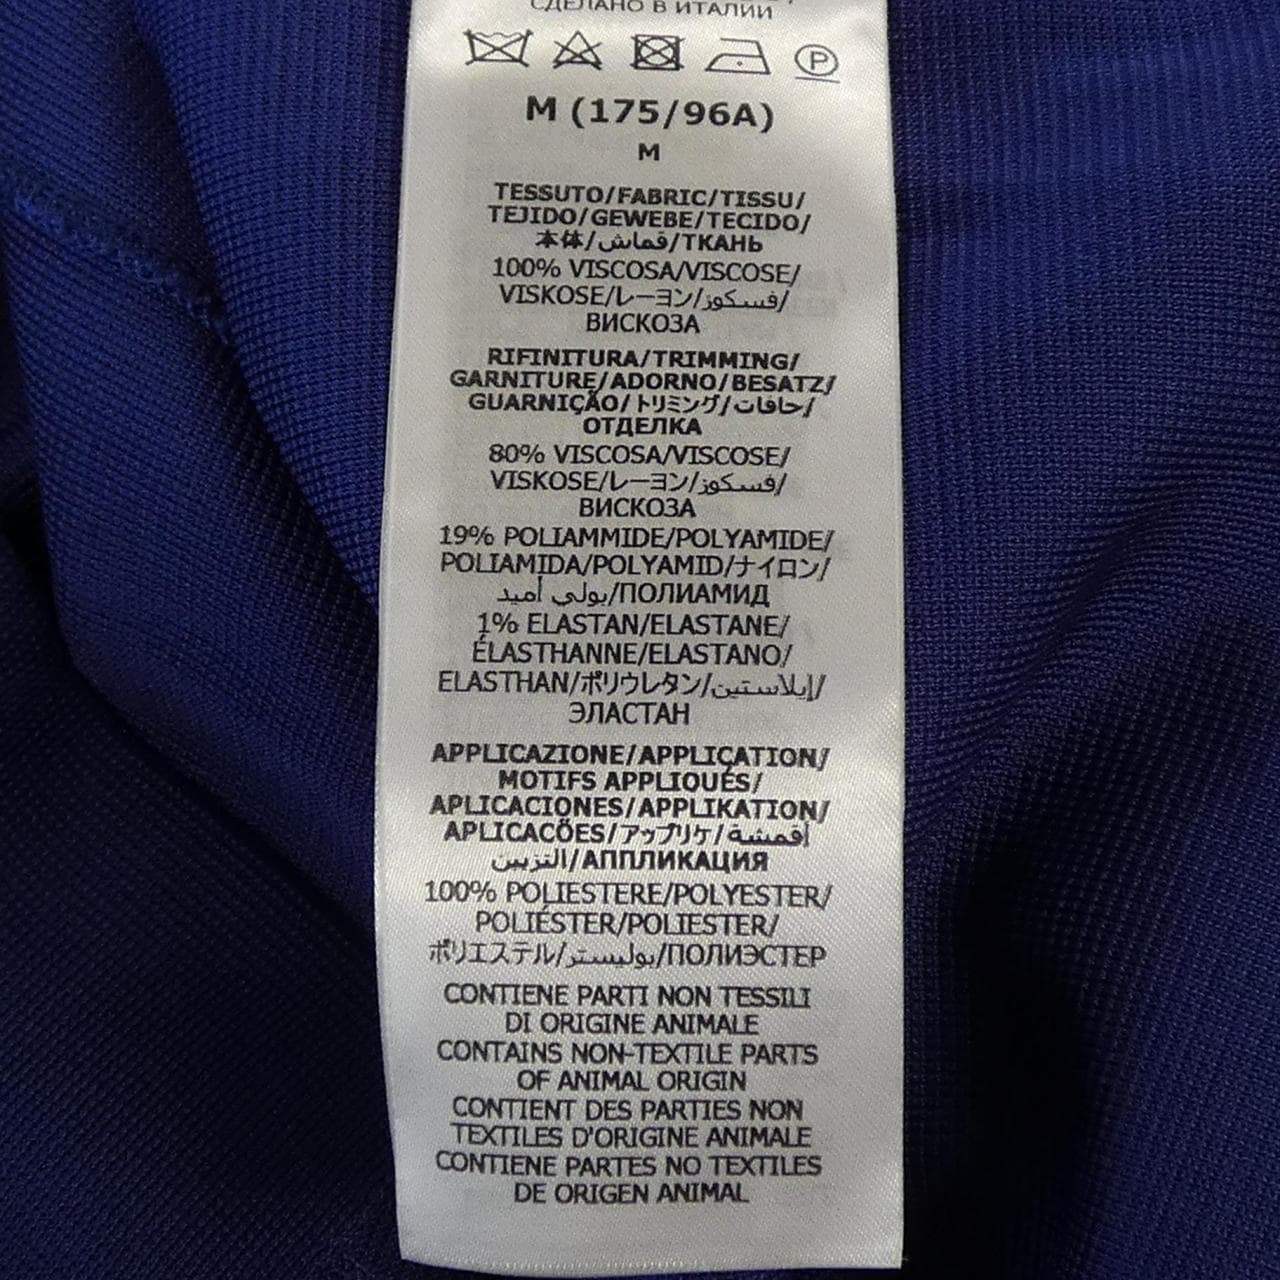 СДЕЛАНО В ИТАЛИИ
P
M (175/96A)
M
TESSUTO/FABRIC/TISSU/
TEJIDO/GEWEBE/TECIDO/
本体/قماش/ТКАНЬ
100% VISCOSA/VISCOSE/
VISKOSE/レーヨン/فسكوز/
ВИСКОЗА
RIFINITURA/TRIMMING/
GARNITURE/ADORNO/BESATZ/
GUARNIÇÃO/トリミング/حافات/
ОТДЕЛКА
80% VISCOSA/VISCOSE/
VISKOSE/レーヨン/فسكوز/
ВИСКОЗА
19% POLIAMMIDE/POLYAMIDE/
POLIAMIDA/POLYAMID/ナイロン/
بولي أميد/ПОЛИАМИД
1% ELASTAN/ELASTANE/
ÉLASTHANNE/ELASTANO/
ELASTHAN/ポリウレタン/إيلاستين/
ЭЛАСТАН
APPLICAZIONE/APPLICATION/
MOTIFS APPLIQUÉS/
APLICACIONES/APPLIKATION/
APLICACÕES/アップリケ/أقمشة
التزيين/АППЛИКАЦИЯ
100% POLIESTERE/POLYESTER/
POLIÉSTER/POLIESTER/
ポリエステル/بوليستر/ПОЛИЭСТЕР
CONTIENE PARTI NON TESSILI
DI ORIGINE ANIMALE
CONTAINS NON-TEXTILE PARTS
OF ANIMAL ORIGIN
CONTIENT DES PARTIES NON
TEXTILES D'ORIGINE ANIMALE
CONTIENE PARTES NO TEXTILES
DE ORIGEN ANIMAL